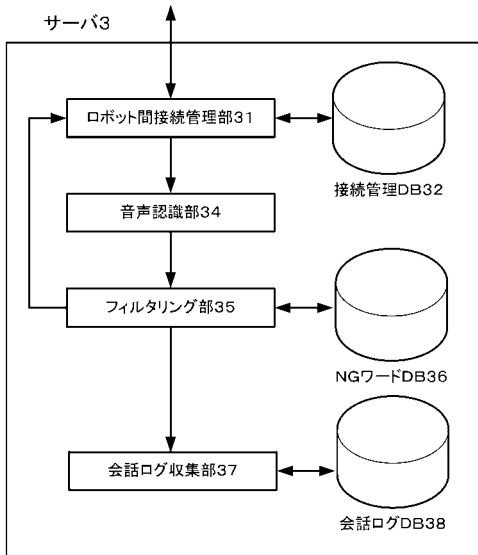 サーバ3
ロボット間接続管理部31
接続管理DB32
音声認識部34
フィルタリング部35
NGワードDB36
会話ログ収集部37
会話ログDB38